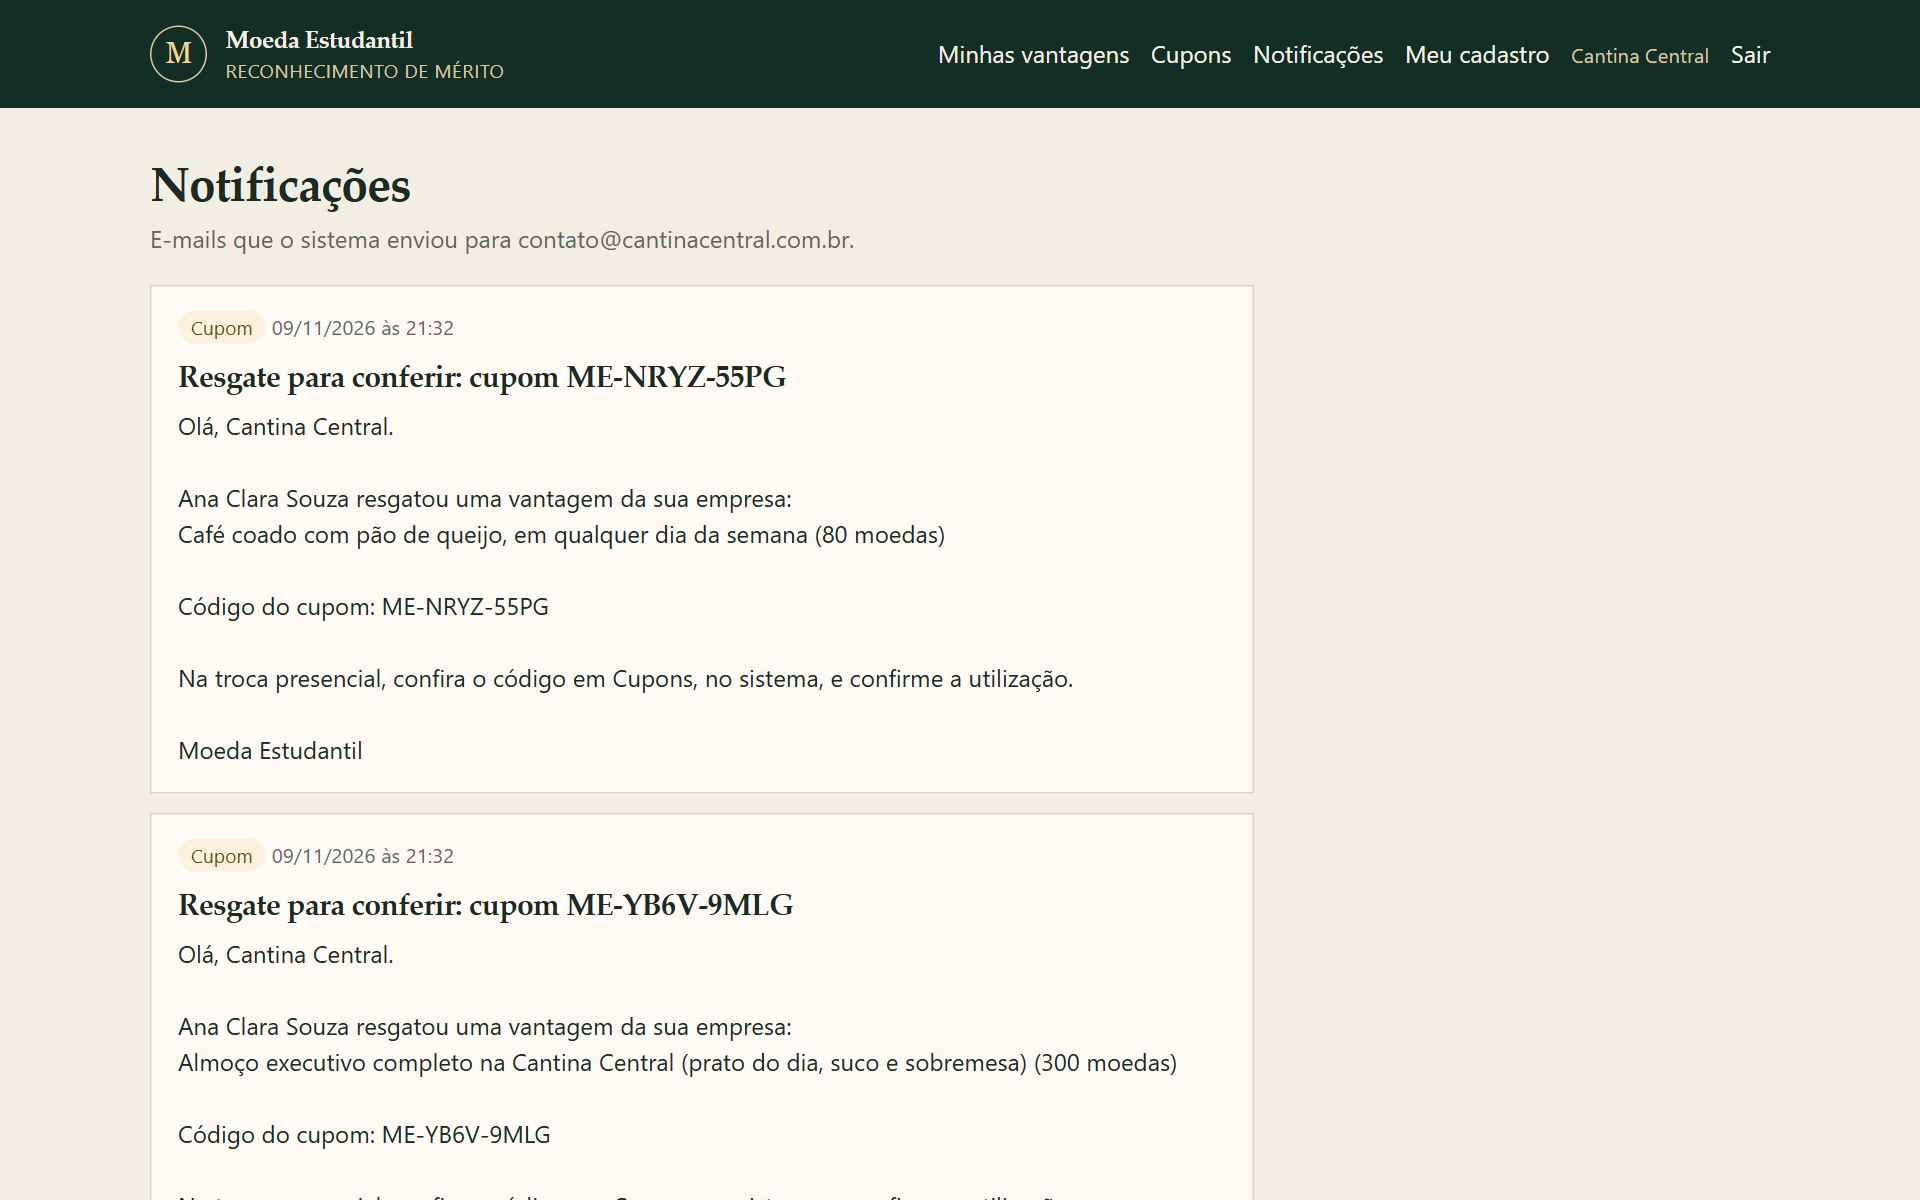 M
Moeda Estudantil
RECONHECIMENTO DE MÉRITO
Minhas vantagens Cupons Notificações Meu cadastro Cantina Central Sair
Notificações
E-mails que o sistema enviou para contato@cantinacentral.com.br.
Cupom 09/11/2026 às 21:32
Resgate para conferir: cupom ME-NRYZ-55PG
Olá, Cantina Central.
Ana Clara Souza resgatou uma vantagem da sua empresa:
Café coado com pão de queijo, em qualquer dia da semana (80 moedas)
Código do cupom: ME-NRYZ-55PG
Na troca presencial, confira o código em Cupons, no sistema, e confirme a utilização.
Moeda Estudantil
Cupom 09/11/2026 às 21:32
Resgate para conferir: cupom ME-YB6V-9MLG
Olá, Cantina Central.
Ana Clara Souza resgatou uma vantagem da sua empresa:
Almoço executivo completo na Cantina Central (prato do dia, suco e sobremesa) (300 moedas)
Código do cupom: ME-YB6V-9MLG